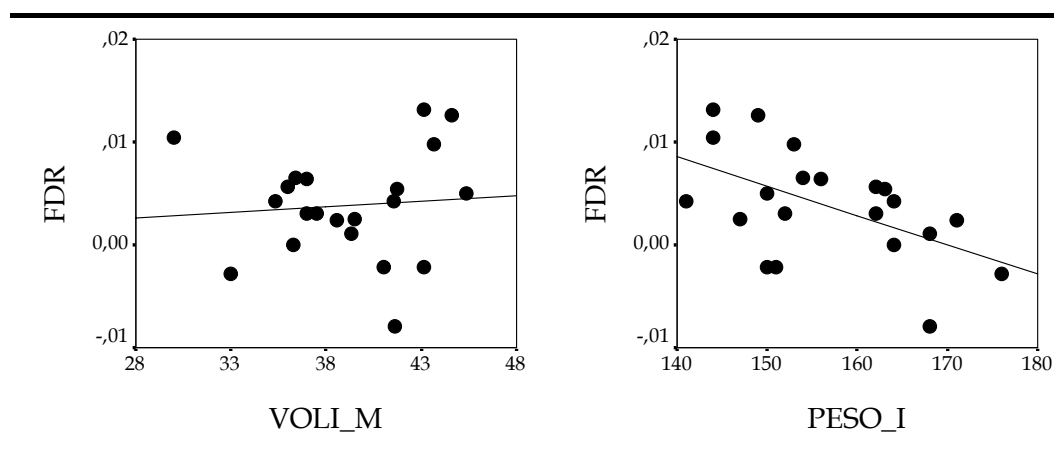 ,02
,01
0,00
-,01
FDR
28 33 38 43 48
VOLI_M
,02
,01
0,00
-,01
FDR
140 150 160 170 180
PESO_I